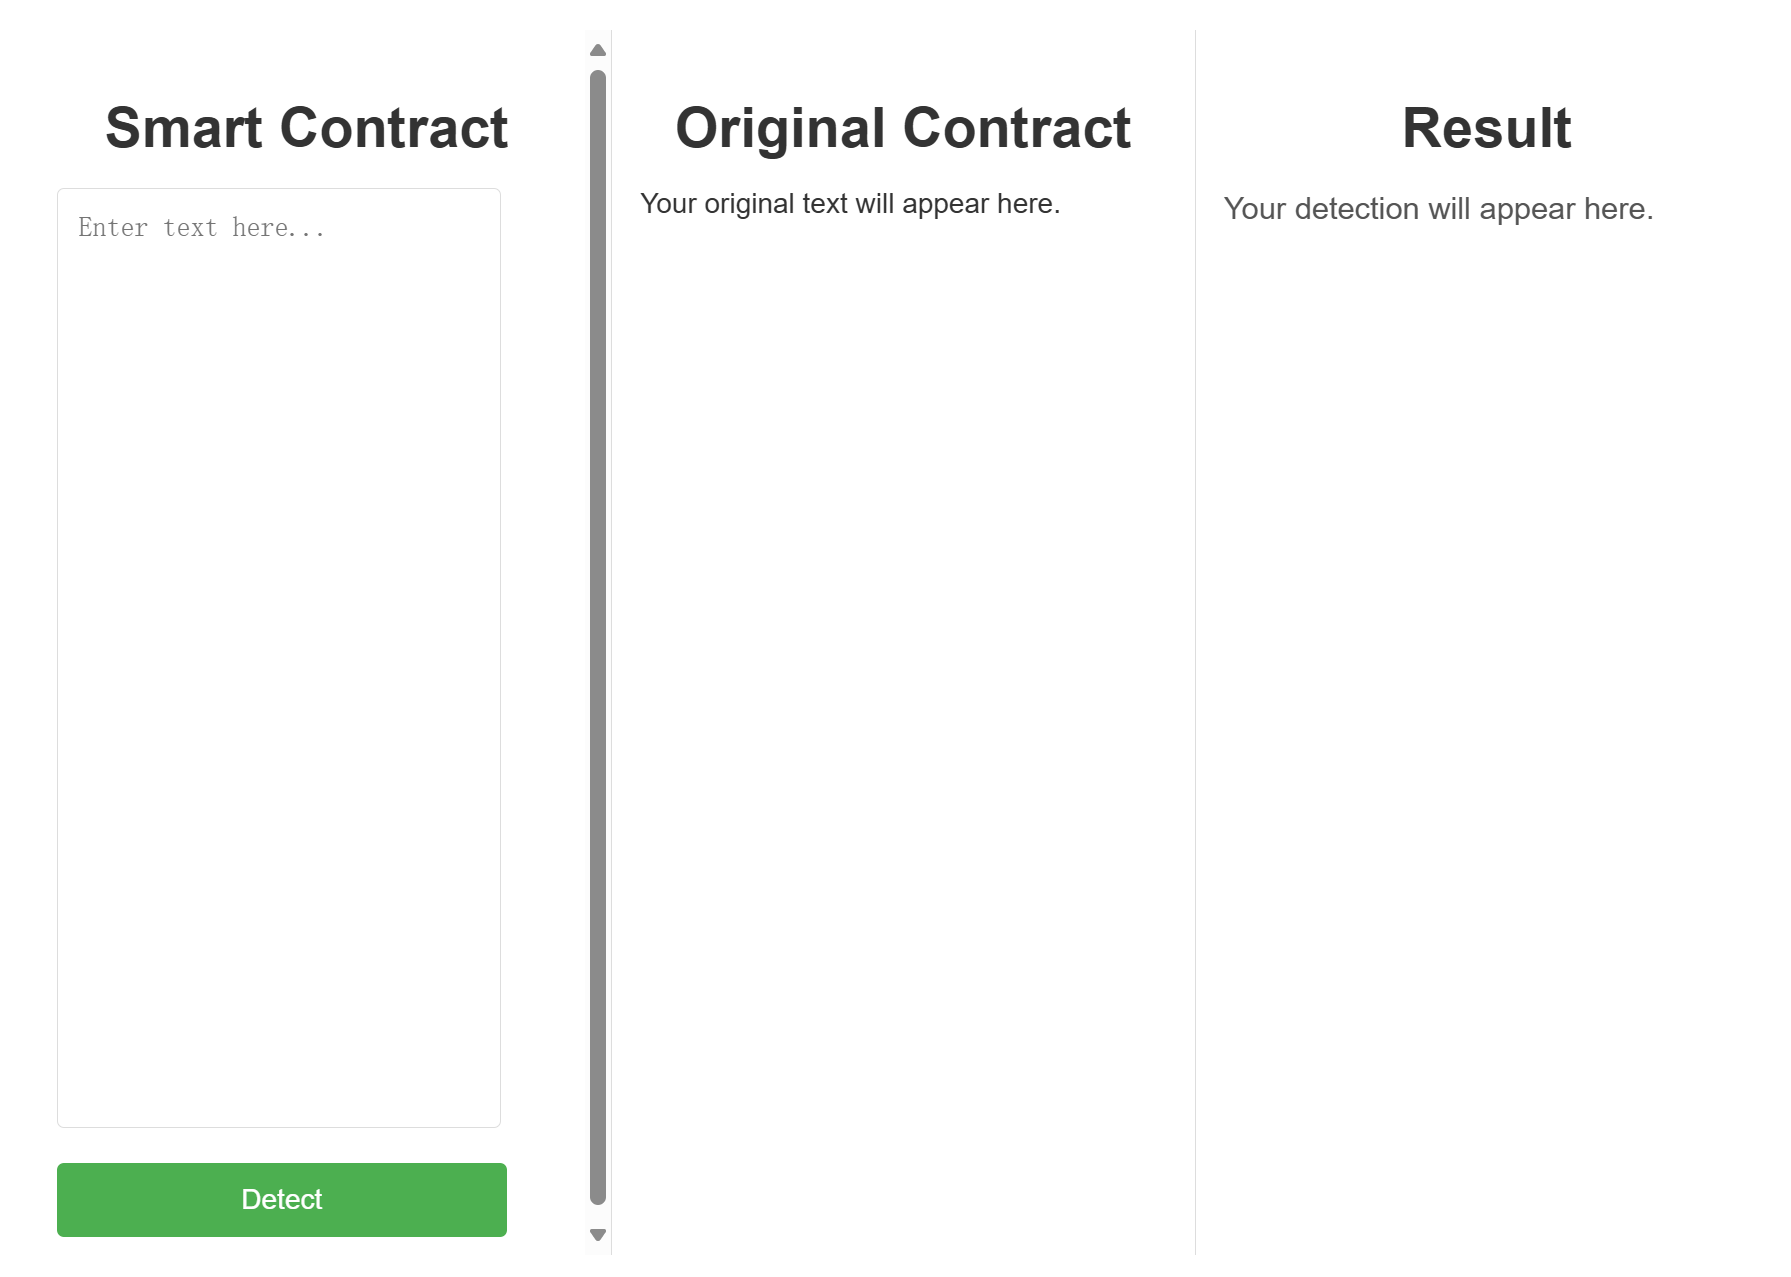 Smart Contract
Enter text here...
Detect
Original Contract
Your original text will appear here.
Result
Your detection will appear here.